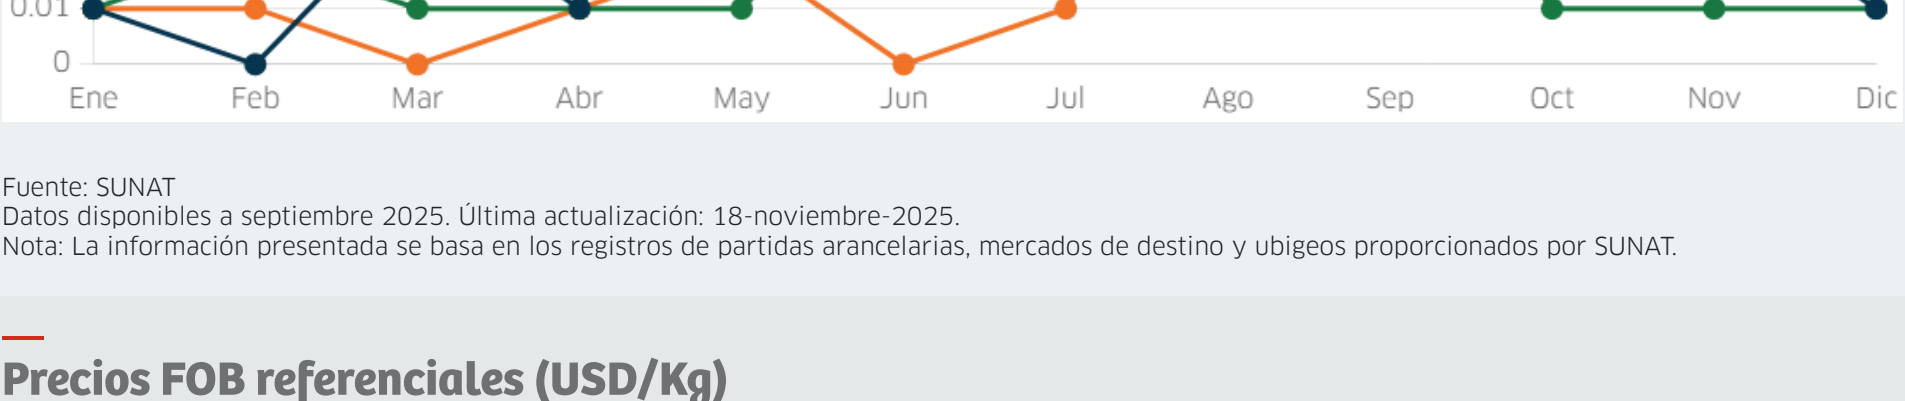 0.01
0
Ene Feb Mar Abr May Jun Jul Ago Sep Oct Nov Dic
Fuente: SUNAT
Datos disponibles a septiembre 2025. Última actualización: 18-noviembre-2025.
Nota: La información presentada se basa en los registros de partidas arancelarias, mercados de destino y ubigeos proporcionados por SUNAT.
Precios FOB referenciales (USD/Kg)